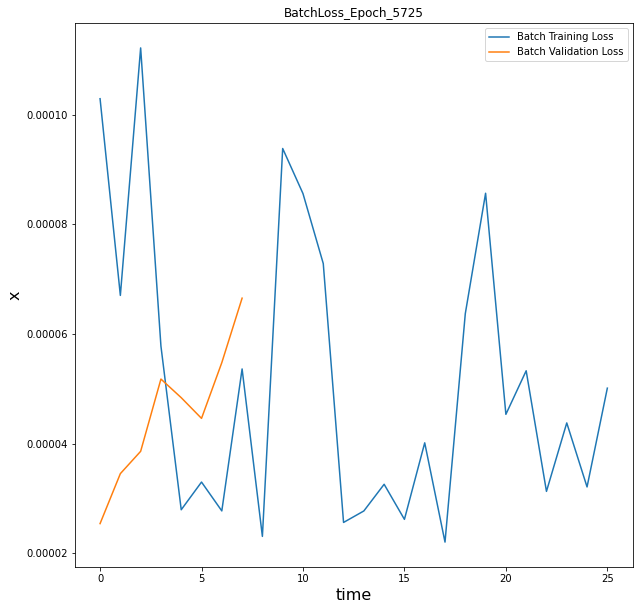 BatchLoss_Epoch_5725
Batch Training Loss
Batch Validation Loss
0.00010
0.00008
0.00006
0.00004
0.00002
x
0 5 10 15 20 25
time